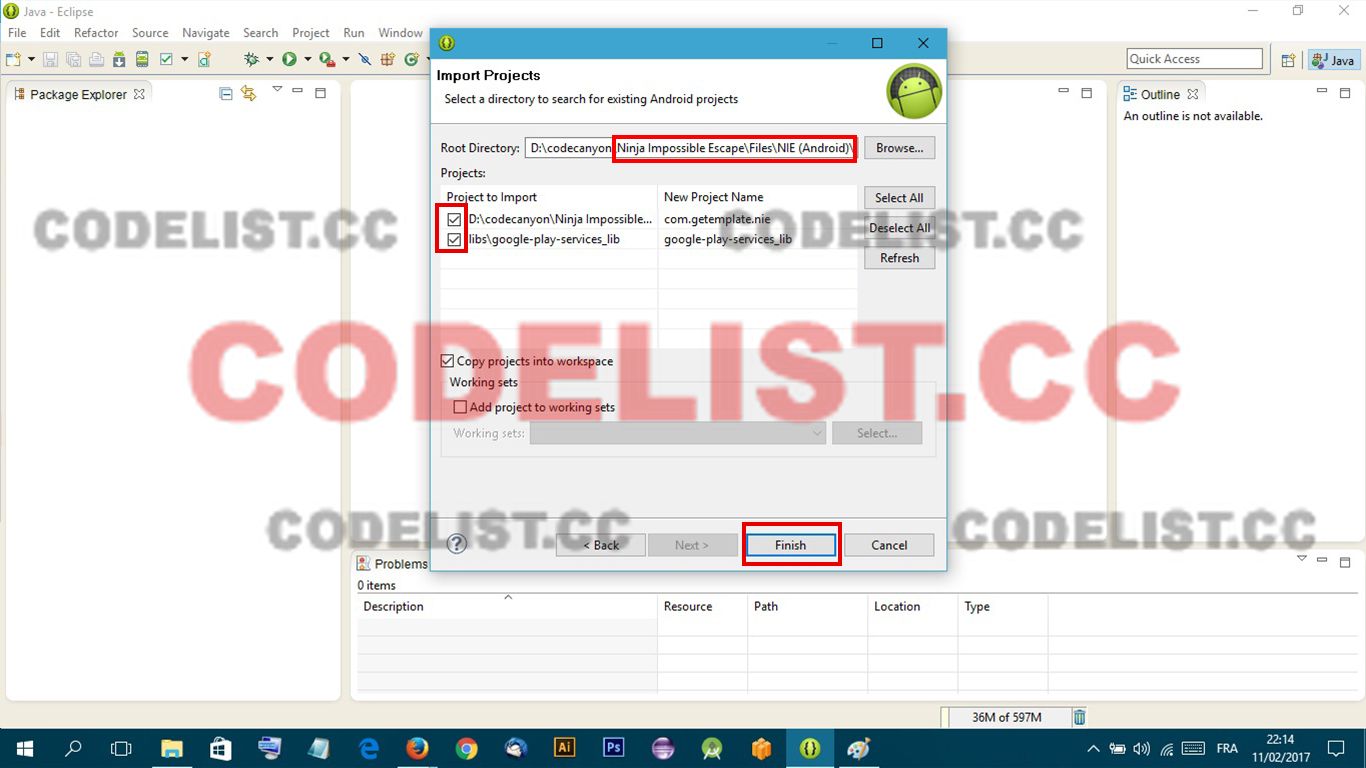 Java - Eclipse
File Edit Refactor Source Navigate Search Project Run Window
Quick Access
Java
Package Explorer
Outline
An outline is not available.
Import Projects
Select a directory to search for existing Android projects
Root Directory: D:\codecanyon Ninja Impossible Escape\Files\NIE (Android)\ Browse...
Projects:
Project to Import New Project Name
D:\codecanyon\Ninja Impossible... com.getemplate.nie
libs\google-play-services_lib google-play-services_lib
Select All
Deselect All
Refresh
CODELIST.CC CODELIST.CC
CODELIST.CC
Copy projects into workspace
Working sets
Add project to working sets
Working sets: Select...
CODELIST.CC CODELIST.CC
< Back Next > Finish Cancel
Problems
0 items
Description Resource Path Location Type
36M of 597M
Ai Ps
FRA
22:14
11/02/2017